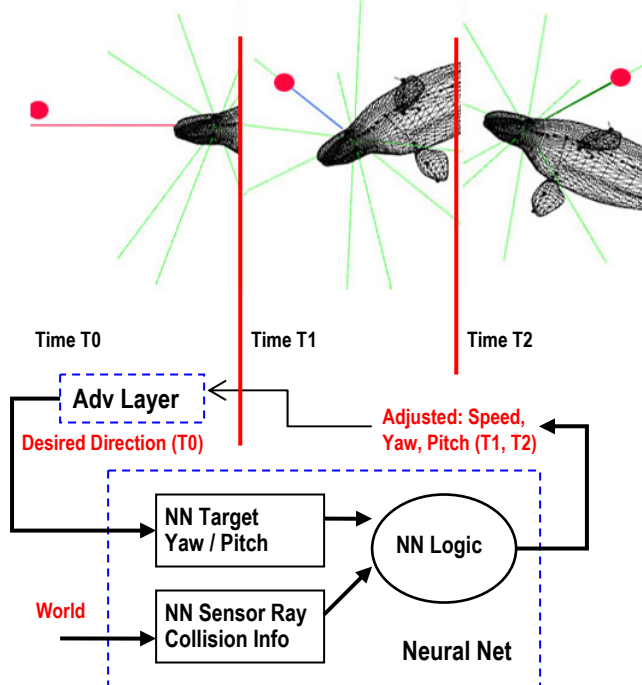 Time T0
Time T1
Time T2
Adv Layer
Adjusted: Speed,
Yaw, Pitch (T1, T2)
Desired Direction (T0)
NN Target
Yaw / Pitch
NN Logic
World
NN Sensor Ray
Collision Info
Neural Net